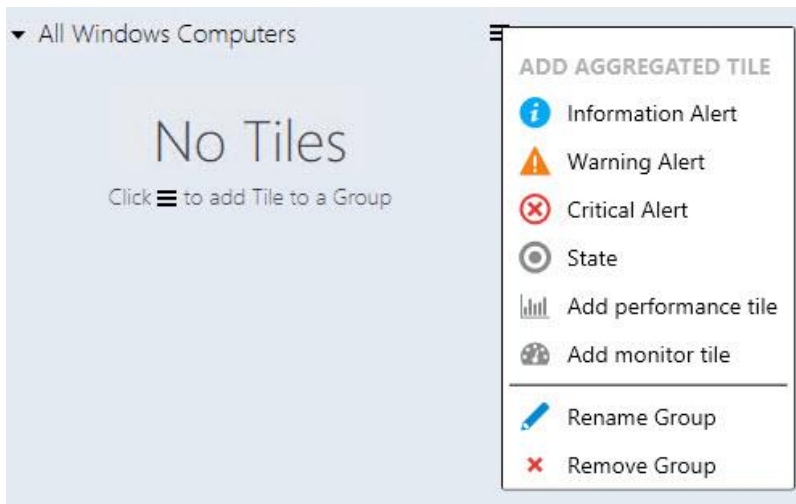 All Windows Computers
No Tiles
Click ☰ to add Tile to a Group
ADD AGGREGATED TILE
Information Alert
Warning Alert
Critical Alert
State
Add performance tile
Add monitor tile
Rename Group
Remove Group